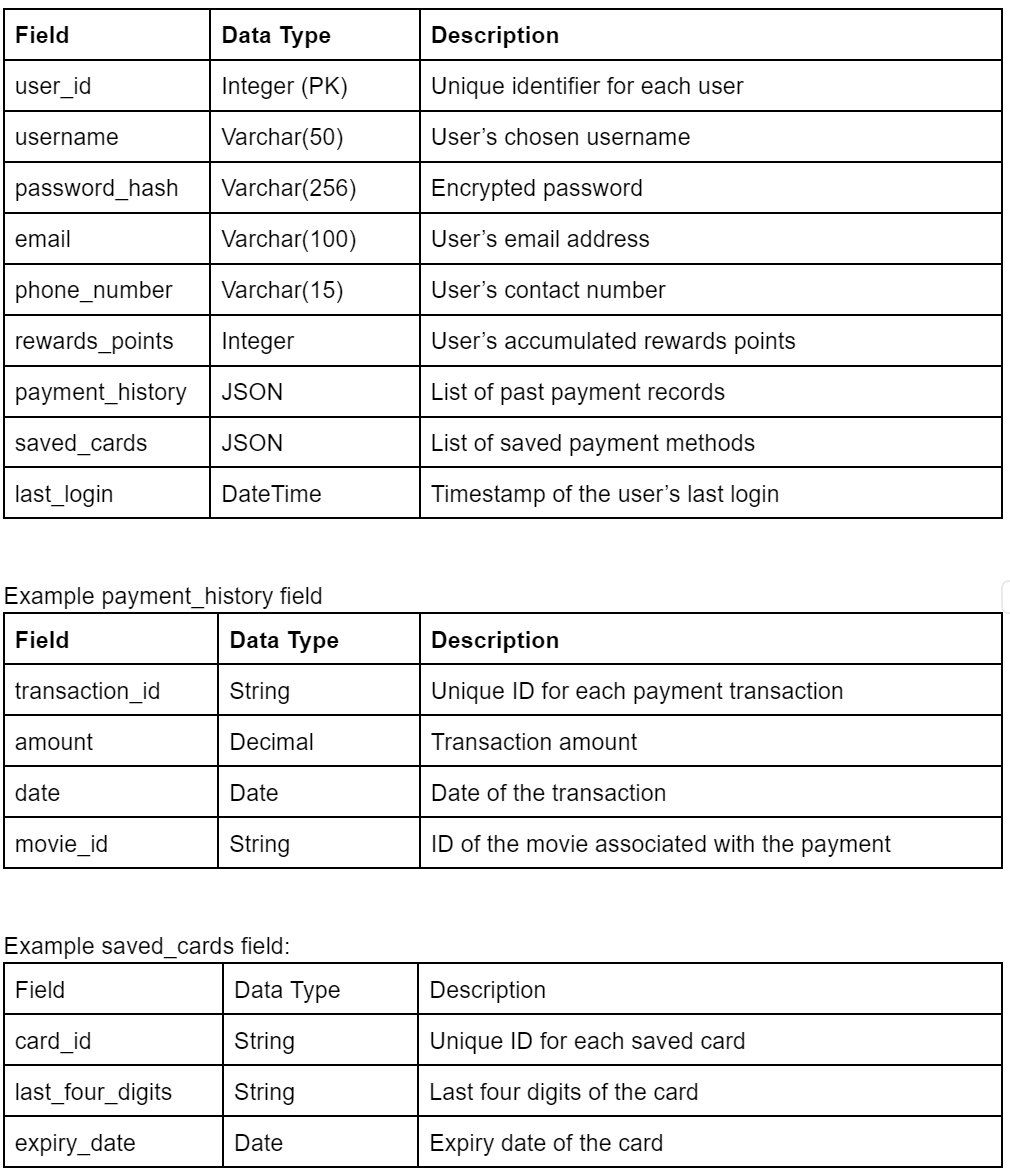 Field Data Type Description
user_id Integer (PK) Unique identifier for each user
username Varchar(50) User’s chosen username
password_hash Varchar(256) Encrypted password
email Varchar(100) User’s email address
phone_number Varchar(15) User’s contact number
rewards_points Integer User’s accumulated rewards points
payment_history JSON List of past payment records
saved_cards JSON List of saved payment methods
last_login DateTime Timestamp of the user’s last login
Example payment_history field
Field Data Type Description
transaction_id String Unique ID for each payment transaction
amount Decimal Transaction amount
date Date Date of the transaction
movie_id String ID of the movie associated with the payment
Example saved_cards field:
Field Data Type Description
card_id String Unique ID for each saved card
last_four_digits String Last four digits of the card
expiry_date Date Expiry date of the card